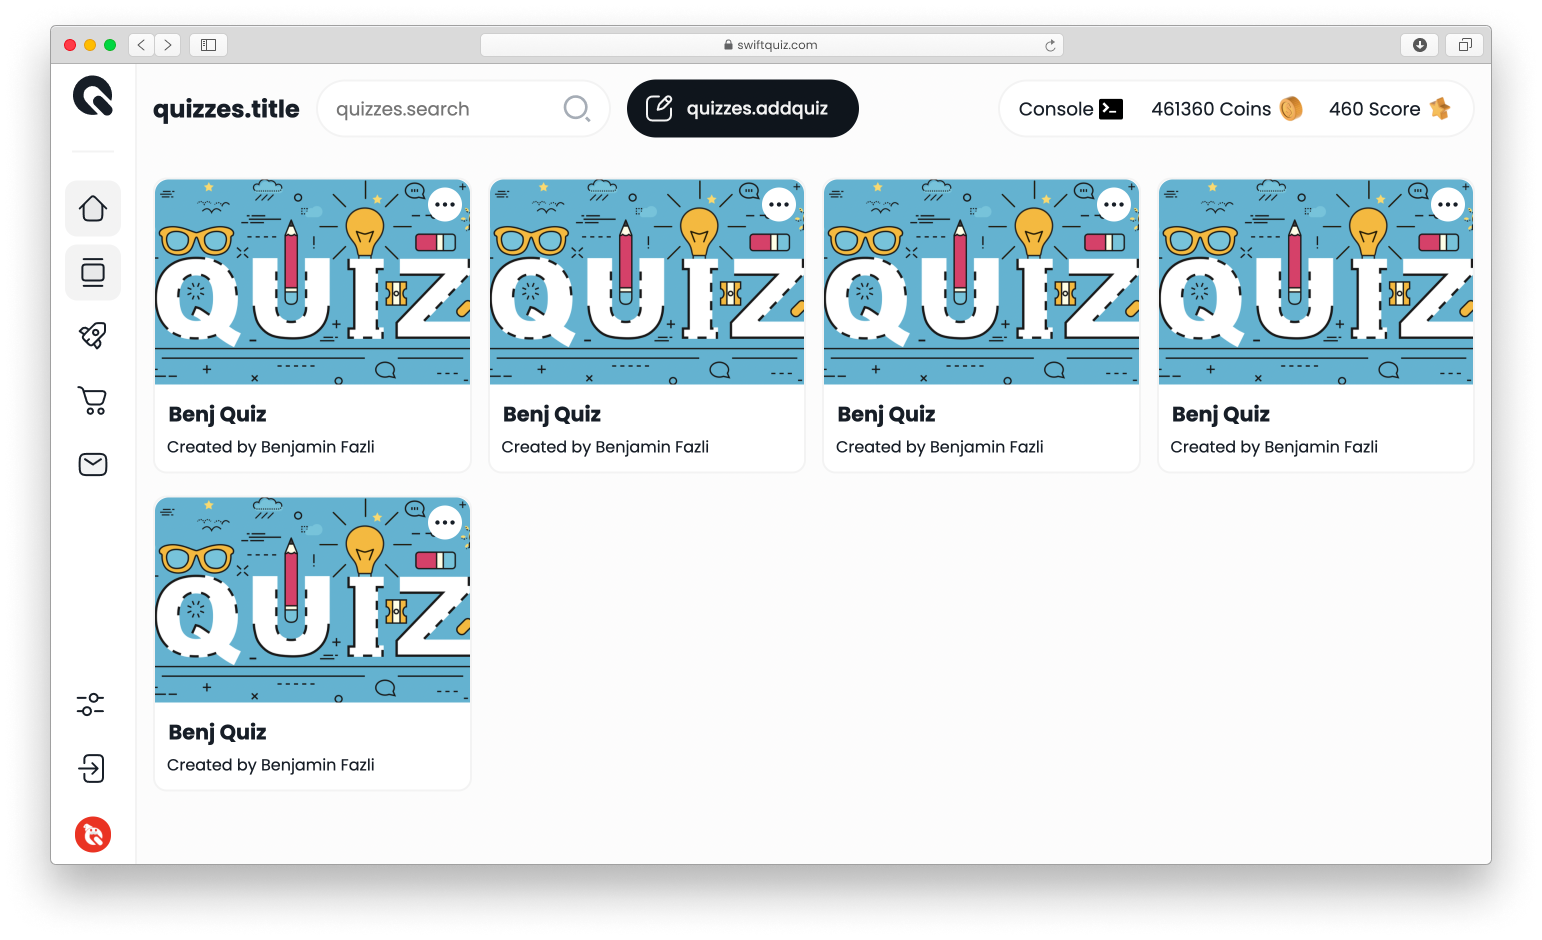 swiftquiz.com
quizzes.title
quizzes.search
quizzes.addquiz
Console
461360 Coins
460 Score
QUIZ
QUIZ
QUIZ
QUIZ
Benj Quiz
Benj Quiz
Benj Quiz
Benj Quiz
Created by Benjamin Fazli
Created by Benjamin Fazli
Created by Benjamin Fazli
Created by Benjamin Fazli
QUIZ
Benj Quiz
Created by Benjamin Fazli